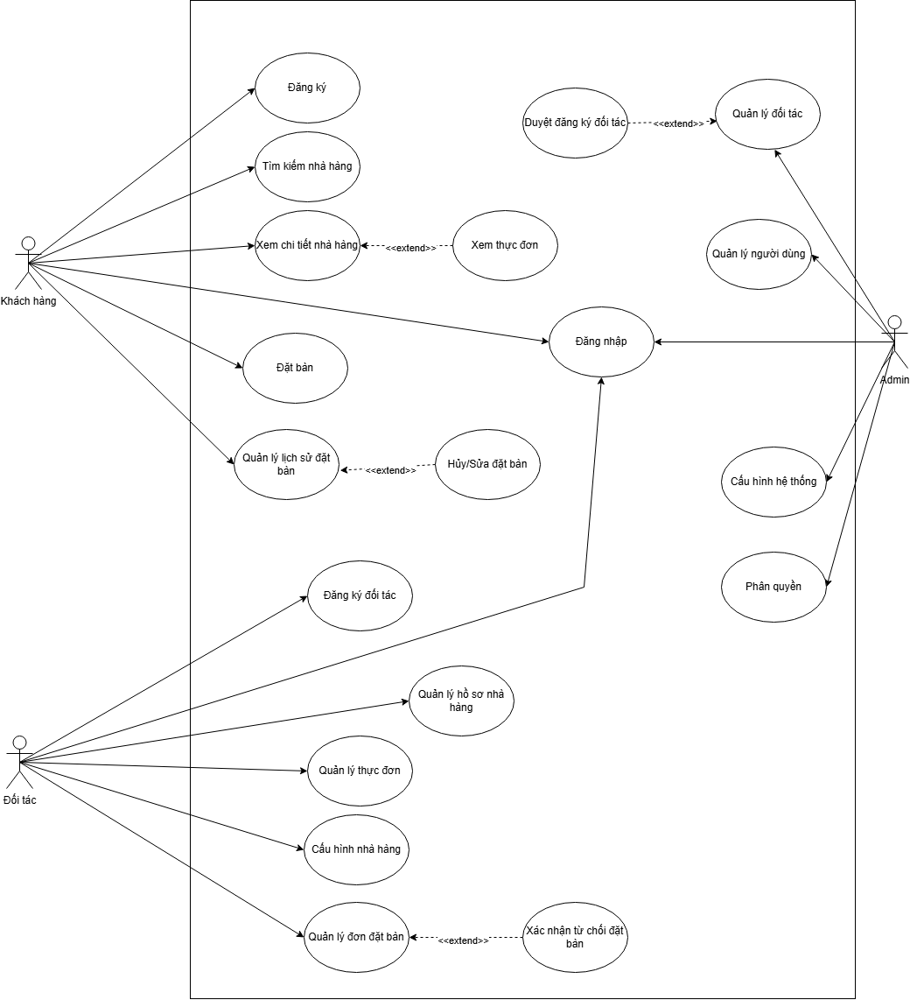 Đăng ký
Duyệt đăng ký đối tác
<<extend>>
Quản lý đối tác
Tìm kiếm nhà hàng
Xem chi tiết nhà hàng
<<extend>>
Xem thực đơn
Quản lý người dùng
Khách hàng
Đăng nhập
Đặt bàn
Admin
Quản lý lịch sử đặt
bàn
<<extend>>
Hủy/Sửa đặt bàn
Cấu hình hệ thống
Đăng ký đối tác
Phân quyền
Quản lý hồ sơ nhà
hàng
Quản lý thực đơn
Đối tác
Cấu hình nhà hàng
Quản lý đơn đặt bàn
<<extend>>
Xác nhận từ chối đặt
bàn